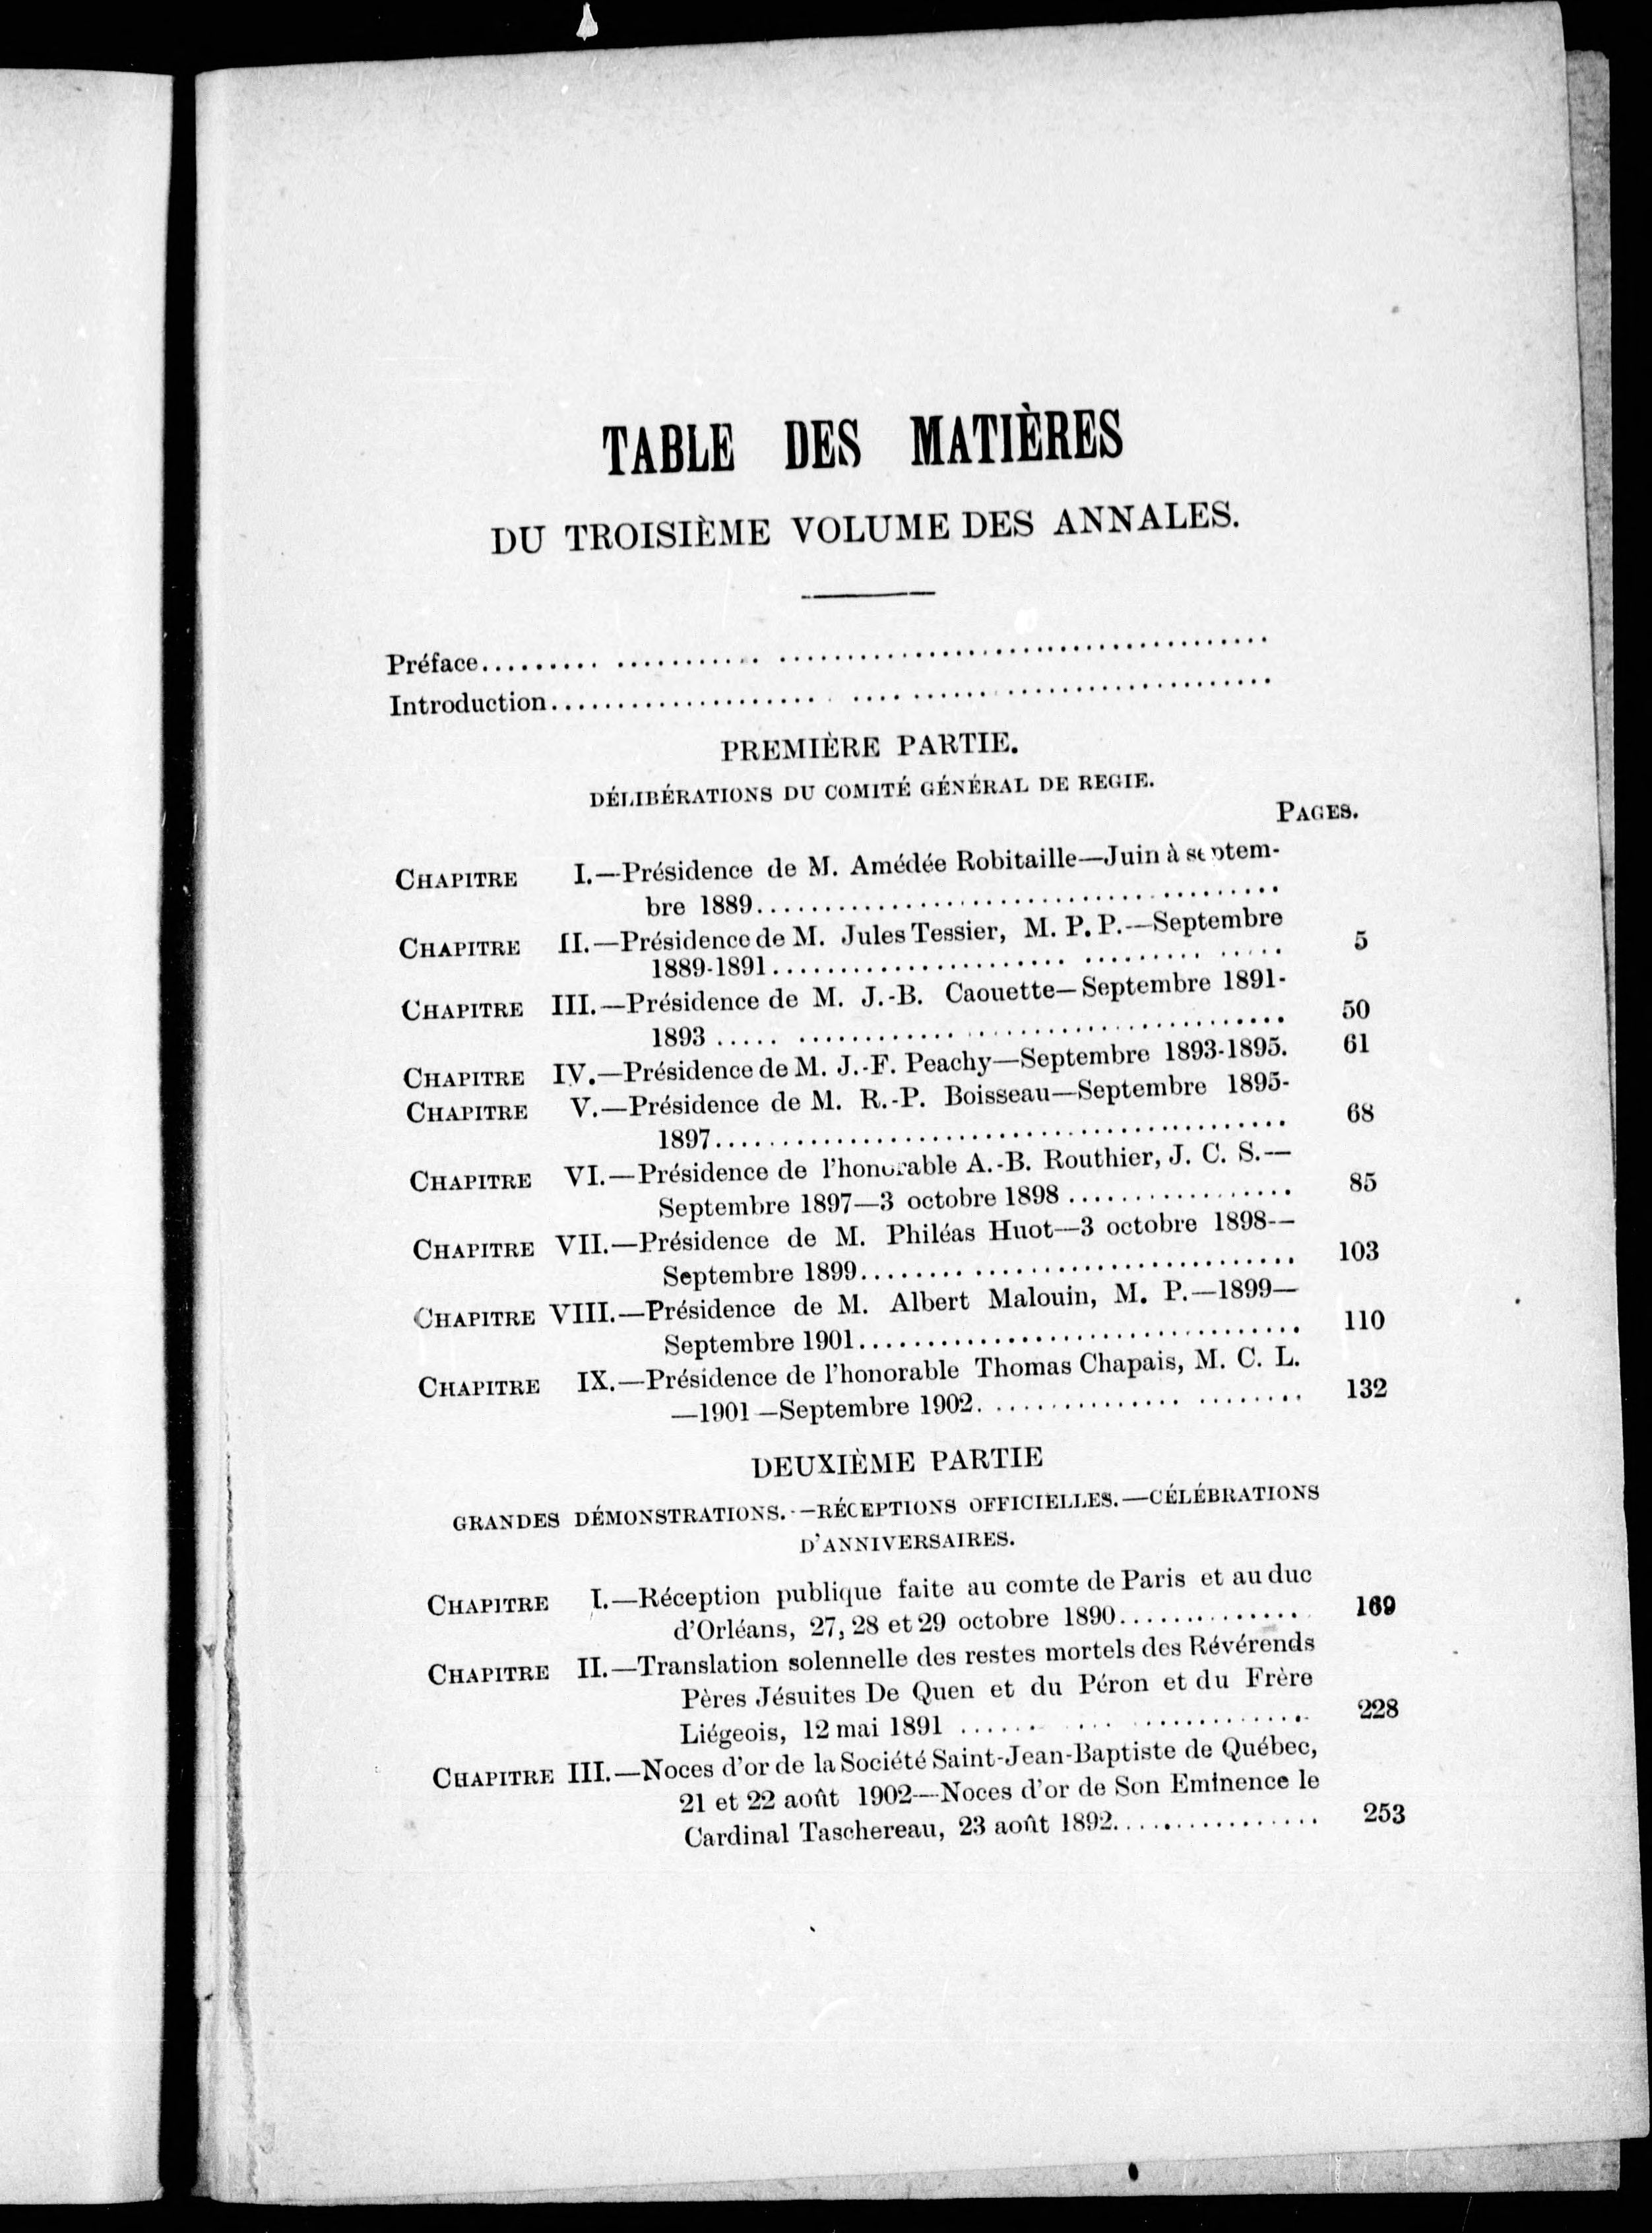 TABLE DES MATIÈRES
DU TROISIÈME VOLUME DES ANNALES.
Préface......... ........... .....................................
Introduction.................... .... ...........................
PREMIÈRE PARTIE.
DÉLIBÉRATIONS DU COMITÉ GÉNÉRAL DE REGIE.
PAGES.
CHAPITRE I.—Présidence de M. Amédée Robitaille—Juin à septem-
bre 1889.......................................
CHAPITRE II.—Présidence de M. Jules Tessier, M. P. P.—Septembre
1889-1891...................... ......... ..... 5
CHAPITRE III.—Présidence de M. J.-B. Caouette—Septembre 1891-
1893 ..... .................................... 50
CHAPITRE IV.—Présidence de M. J.-F. Peachy—Septembre 1893-1895. 61
CHAPITRE V.—Présidence de M. R.-P. Boisseau—Septembre 1895-
1897........................................... 68
CHAPITRE VI.—Présidence de l'honorable A.-B. Routhier, J. C. S.—
Septembre 1897—3 octobre 1898 ................. 85
CHAPITRE VII.—Présidence de M. Philéas Huot—3 octobre 1898--
Septembre 1899........ ........................ 103
CHAPITRE VIII.—Présidence de M. Albert Malouin, M. P.—1899—
Septembre 1901................................. 110
CHAPITRE IX.—Présidence de l'honorable Thomas Chapais, M. C. L.
—1901—Septembre 1902. .............. ........ 132
DEUXIÈME PARTIE
GRANDES DÉMONSTRATIONS.--RÉCEPTIONS OFFICIELLES.—CÉLÉBRATIONS
D'ANNIVERSAIRES.
CHAPITRE I.—Réception publique faite au comte de Paris et au duc
d'Orléans, 27, 28 et 29 octobre 1890.............. 169
CHAPITRE II.—Translation solennelle des restes mortels des Révérends
Pères Jésuites De Quen et du Péron et du Frère
Liégeois, 12 mai 1891 ...... ... ............. 228
CHAPITRE III.—Noces d'or de la Société Saint-Jean-Baptiste de Québec,
21 et 22 août 1902—Noces d'or de Son Eminence le
Cardinal Taschereau, 23 août 1892................ 253